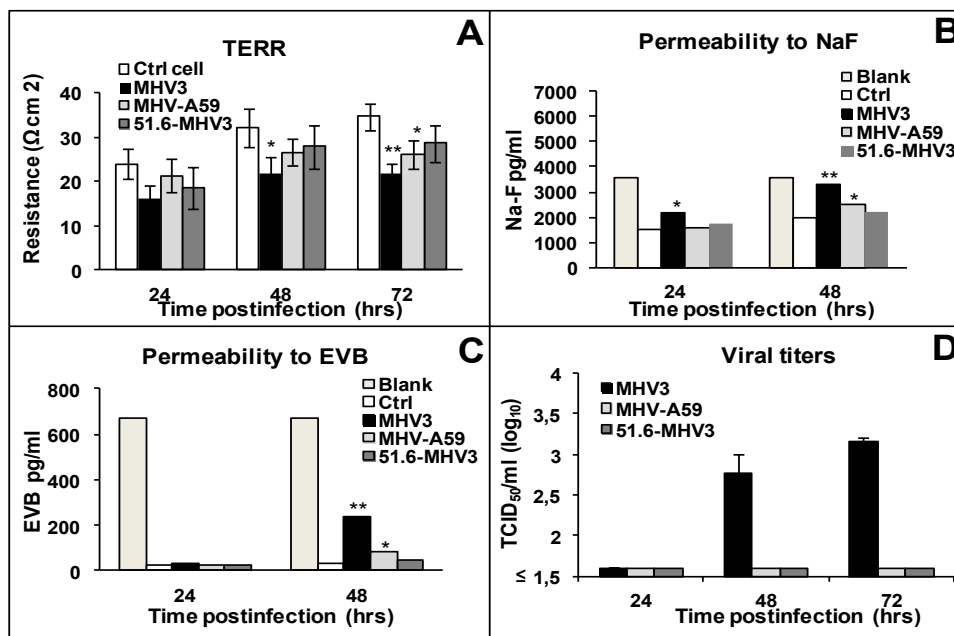 A
TERR
Ctrl cell
MHV3
MHV-A59
51.6-MHV3
Resistance (Ω cm 2)
40
30
20
10
0
*
**
*
24
48
72
Time postinfection (hrs)
B
Permeability to NaF
Blank
Ctrl
MHV3
MHV-A59
51.6-MHV3
Na-F pg/ml
7000
6000
5000
4000
3000
2000
1000
0
*
**
*
24
48
Time postinfection (hrs)
C
Permeability to EVB
Blank
Ctrl
MHV3
MHV-A59
51.6-MHV3
EVB pg/ml
800
600
400
200
0
**
*
24
48
Time postinfection (hrs)
D
Viral titers
MHV3
MHV-A59
51.6-MHV3
TCID50/ml (log10)
4
3,5
3
2,5
2
≤ 1,5
24
48
72
Time postinfection (hrs)